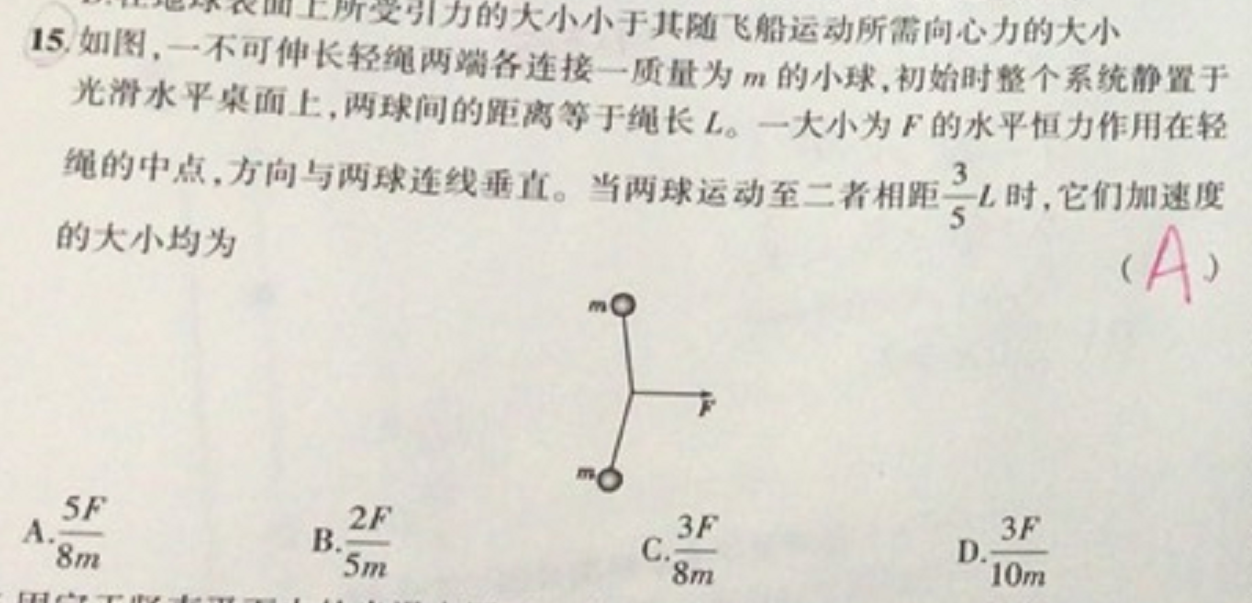 在地球表面上所受引力的大小小于其随飞船运动所需向心力的大小
15.如图,一不可伸长轻绳两端各连接一质量为 m 的小球,初始时整个系统静置于
光滑水平桌面上,两球间的距离等于绳长 L。一大小为 F 的水平恒力作用在轻
绳的中点,方向与两球连线垂直。当两球运动至二者相距 3/5 L 时,它们加速度
的大小均为
( A )
m
F
m
A. 5F/8m B. 2F/5m C. 3F/8m D. 3F/10m